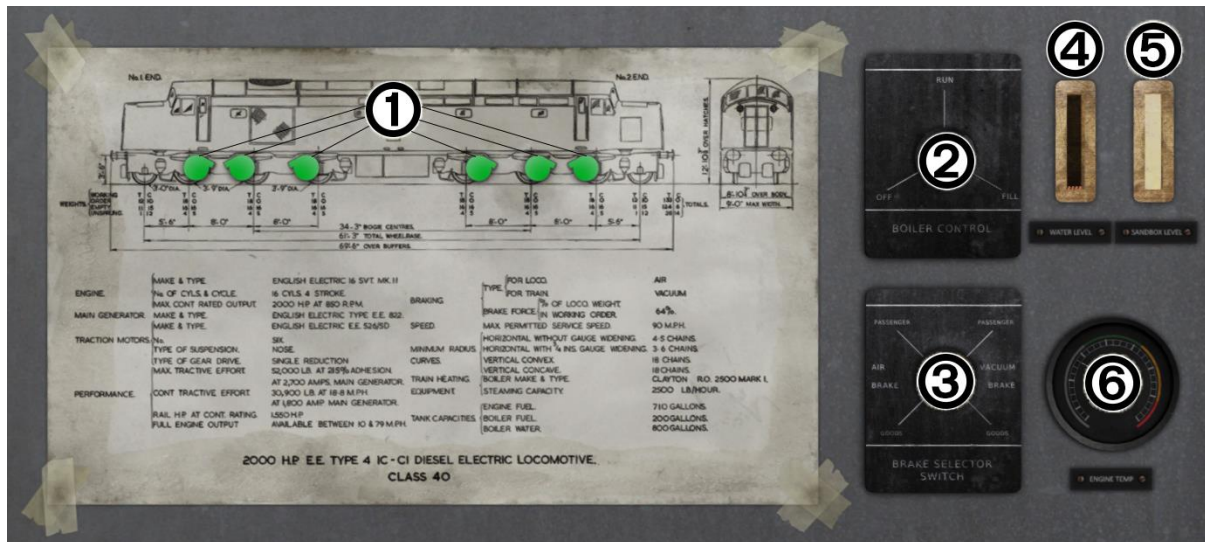 No.1. END.
No.2 END.
1
12'-10¾" OVER HATCHES.
3'-0" DIA.
3'-9" DIA.
3'-9" DIA.
WEIGHTS.
WORKING ORDER
EMPTY
UNSPRUNG.
TOTALS.
5'-6"
8'-0"
8'-0"
8'-0"
8'-0"
5'-6"
34'-3" BOGIE CENTRES.
61'-3" TOTAL WHEELBASE.
69'-6" OVER BUFFERS.
OVER BODY.
9'-0" MAX WIDTH.
ENGINE.
MAKE & TYPE. ENGLISH ELECTRIC 16 SVT. MK. II
No. OF CYLS. & CYCLE. 16 CYLS. 4 STROKE.
MAX. CONT RATED OUTPUT. 2000 H.P AT 850 R.P.M.
MAIN GENERATOR. MAKE & TYPE. ENGLISH ELECTRIC TYPE E.E. 822.
TRACTION MOTORS.
MAKE & TYPE. ENGLISH ELECTRIC E.E. 526/5D
No. SIX.
TYPE OF SUSPENSION. NOSE.
TYPE OF GEAR DRIVE. SINGLE REDUCTION
PERFORMANCE.
MAX TRACTIVE EFFORT. 52,000 LB. AT ADHESION.
AT 2,700 AMPS. MAIN GENERATOR.
CONT TRACTIVE EFFORT. 30,900 LB. AT 18·8 M.P.H.
AT 1,800 AMP MAIN GENERATOR.
RAIL H.P AT CONT. RATING. 1,550 H.P
FULL ENGINE OUTPUT AVAILABLE BETWEEN 10 & 79 M.P.H.
BRAKING.
TYPE.
FOR LOCO. AIR
FOR TRAIN. VACUUM
BRAKE FORCE. % OF LOCO. WEIGHT. IN WORKING ORDER. 64%.
SPEED. MAX. PERMITTED SERVICE SPEED. 90 M.P.H.
MINIMUM RADIUS CURVES.
HORIZONTAL WITHOUT GAUGE WIDENING. 4·5 CHAINS.
HORIZONTAL WITH ¼ INS. GAUGE WIDENING. 3·6 CHAINS.
VERTICAL CONVEX. 18 CHAINS.
VERTICAL CONCAVE. 18 CHAINS.
TRAIN HEATING EQUIPMENT.
BOILER MAKE & TYPE. CLAYTON R.O. 2500 MARK I,
STEAMING CAPACITY. 2500 LB/HOUR.
TANK CAPACITIES.
ENGINE FUEL. 710 GALLONS.
BOILER FUEL. 200 GALLONS.
BOILER WATER. 800 GALLONS.
2000 H.P E.E. TYPE 4 IC-CI DIESEL ELECTRIC LOCOMOTIVE.
CLASS 40
RUN
2
OFF
FILL
BOILER CONTROL
4
5
WATER LEVEL
SANDBOX LEVEL
PASSENGER
PASSENGER
AIR BRAKE
3
VACUUM BRAKE
GOODS
GOODS
BRAKE SELECTOR
SWITCH
6
ENGINE TEMP